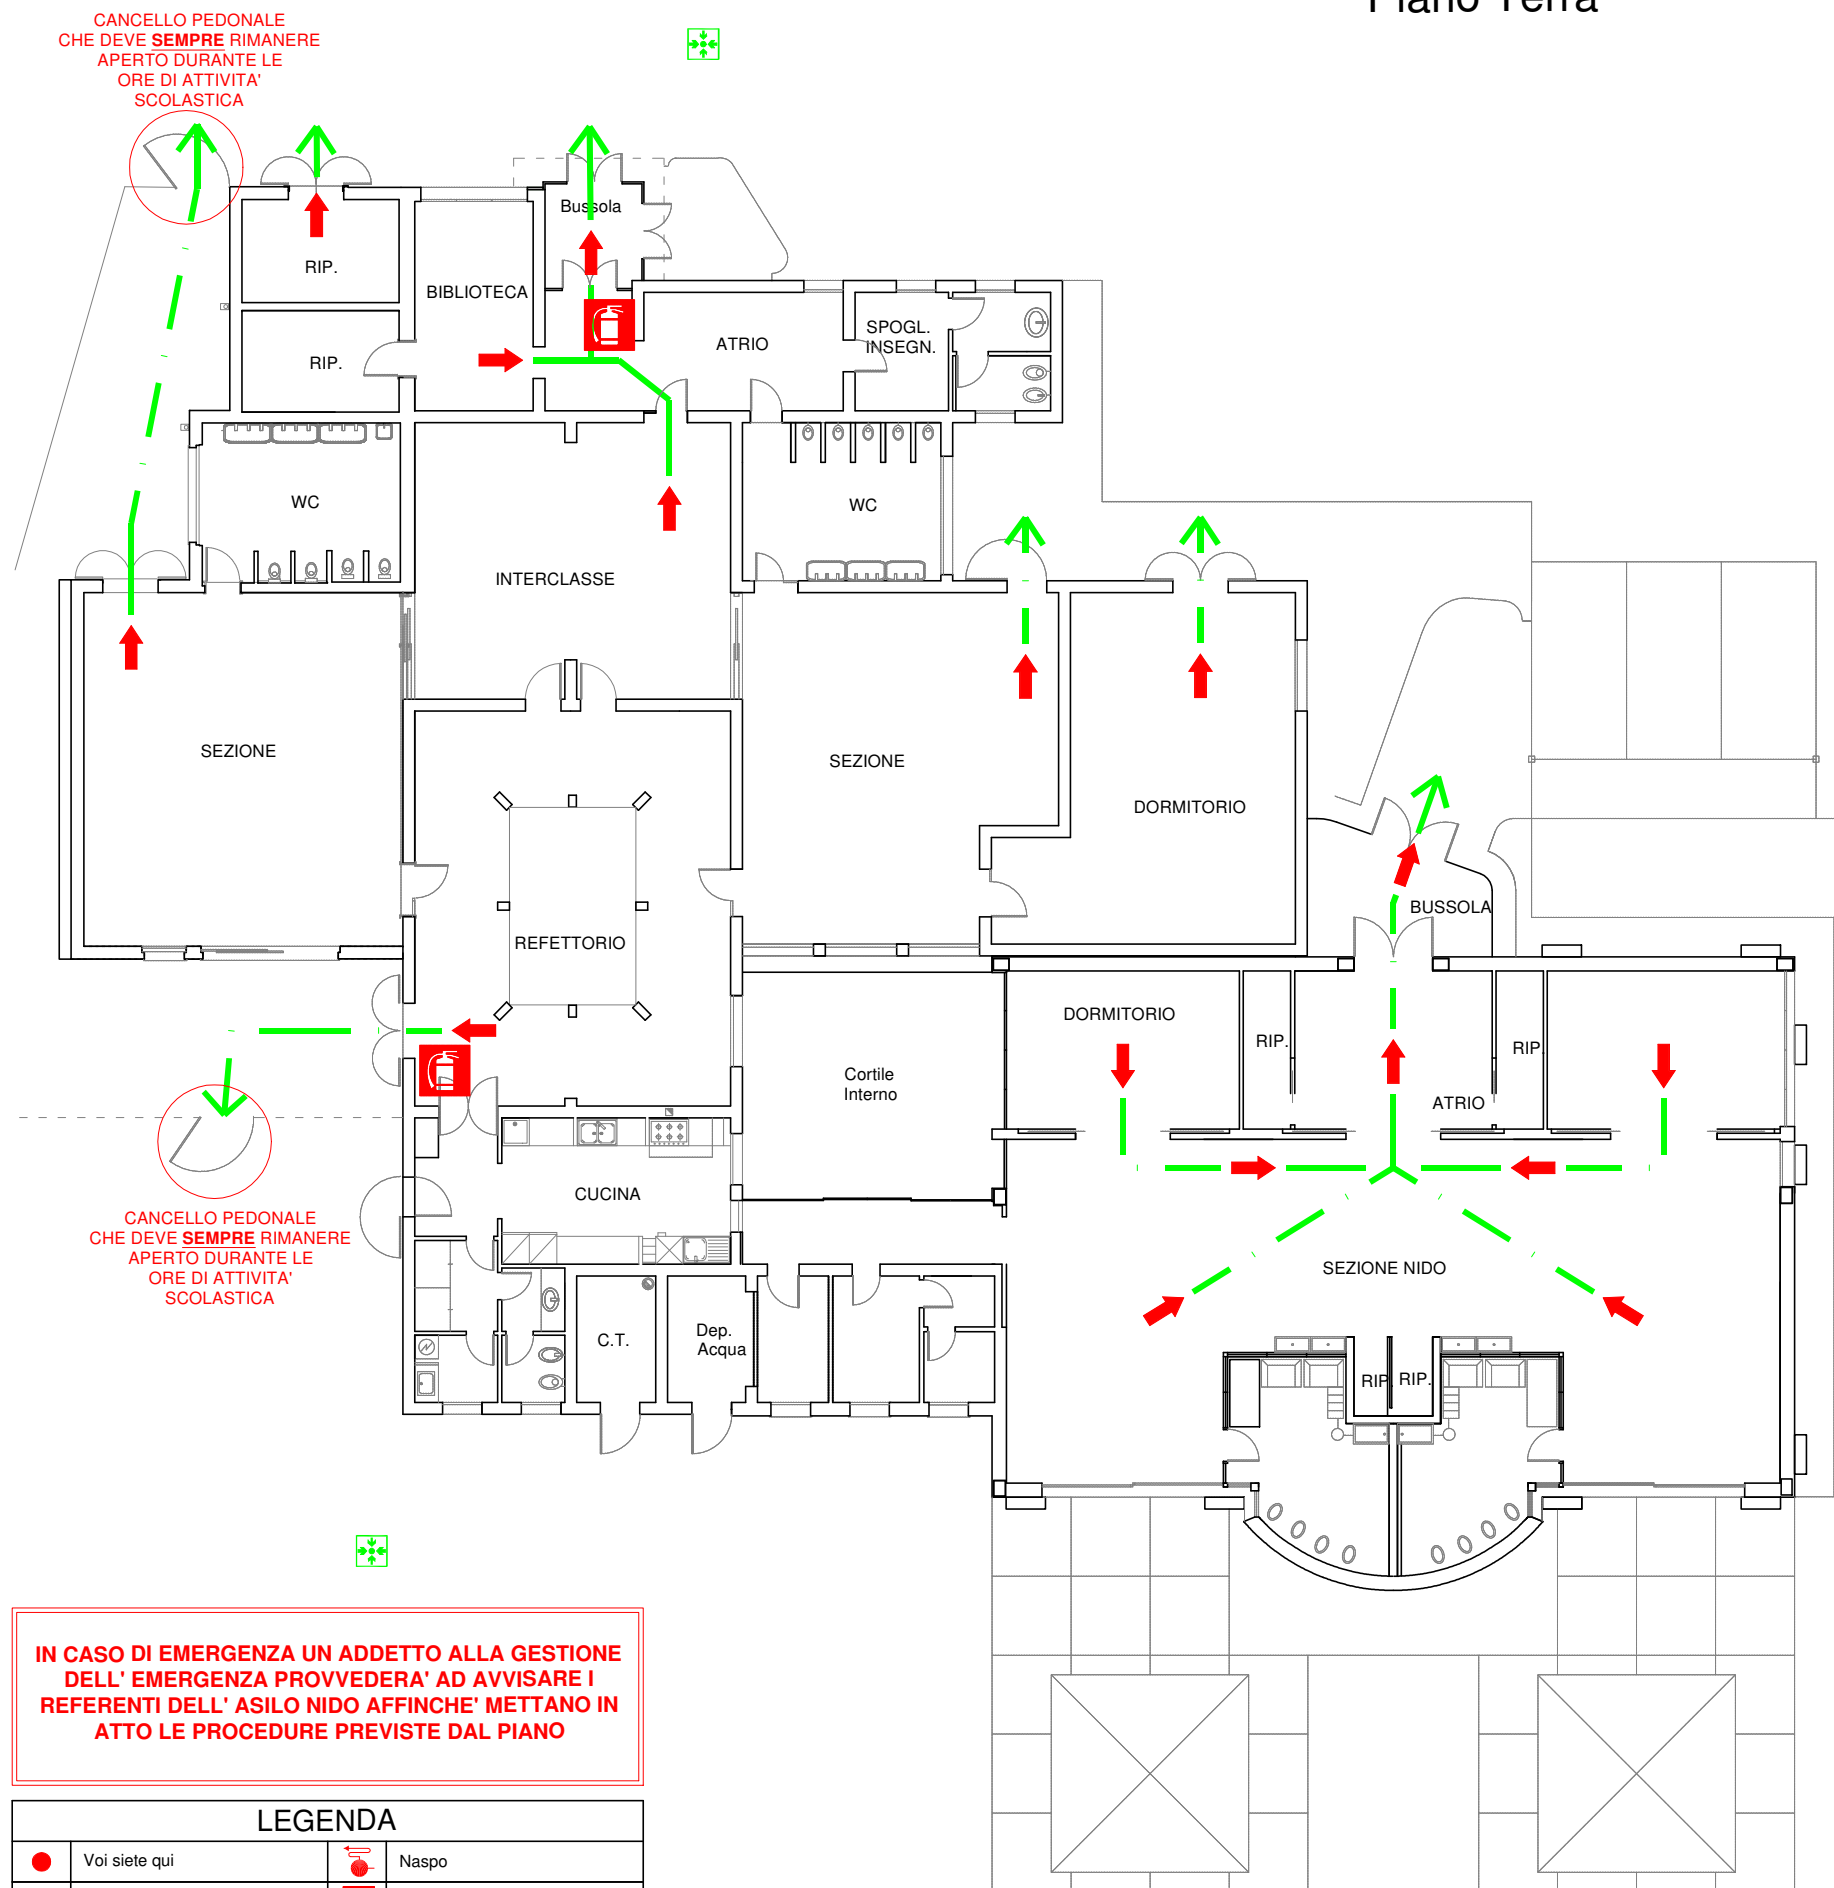 Piano Terra
CANCELLO PEDONALE
CHE DEVE SEMPRE RIMANERE
APERTO DURANTE LE
ORE DI ATTIVITA'
SCOLASTICA
Bussola
RIP.
BIBLIOTECA
RIP.
ATRIO
SPOGL.
INSEGN.
WC
WC
INTERCLASSE
SEZIONE
SEZIONE
DORMITORIO
BUSSOLA
REFETTORIO
DORMITORIO
RIP.
RIP.
ATRIO
Cortile
Interno
CUCINA
CANCELLO PEDONALE
CHE DEVE SEMPRE RIMANERE
APERTO DURANTE LE
ORE DI ATTIVITA'
SCOLASTICA
SEZIONE NIDO
C.T.
Dep.
Acqua
RIP.
RIP.
IN CASO DI EMERGENZA UN ADDETTO ALLA GESTIONE
DELL' EMERGENZA PROVVEDERA' AD AVVISARE I
REFERENTI DELL' ASILO NIDO AFFINCHE' METTANO IN
ATTO LE PROCEDURE PREVISTE DAL PIANO
LEGENDA
Voi siete qui
Naspo